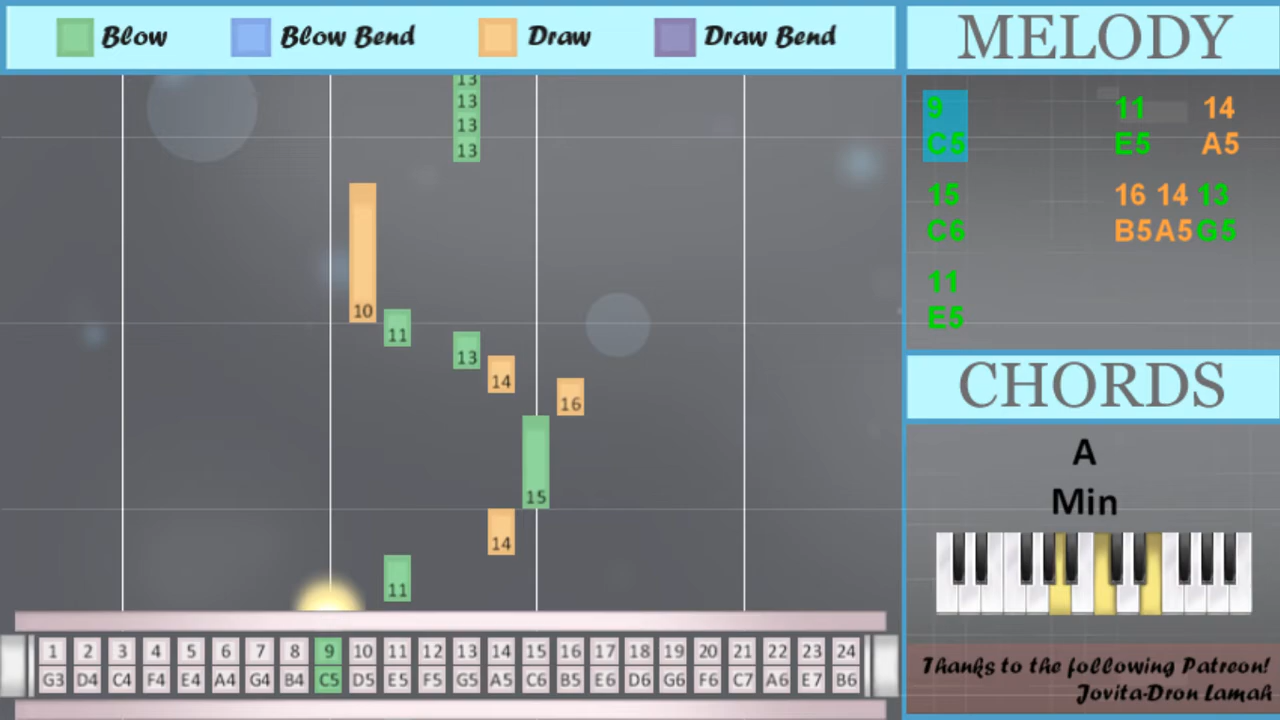 Blow Blow Bend Draw Draw Bend
MELODY
9 11 14
C5 E5 A5
15 16 14 13
C6 B5 A5 G5
11
E5
CHORDS
A
Min
Thanks to the following Patreon!
Jovita-Dron Lamah
13
13
13
13
10
11
13
14
16
15
14
11
1 2 3 4 5 6 7 8 9 10 11 12 13 14 15 16 17 18 19 20 21 22 23 24
G3 D4 C4 F4 E4 A4 G4 B4 C5 D5 E5 F5 G5 A5 C6 B5 E6 D6 G6 F6 C7 A6 E7 B6